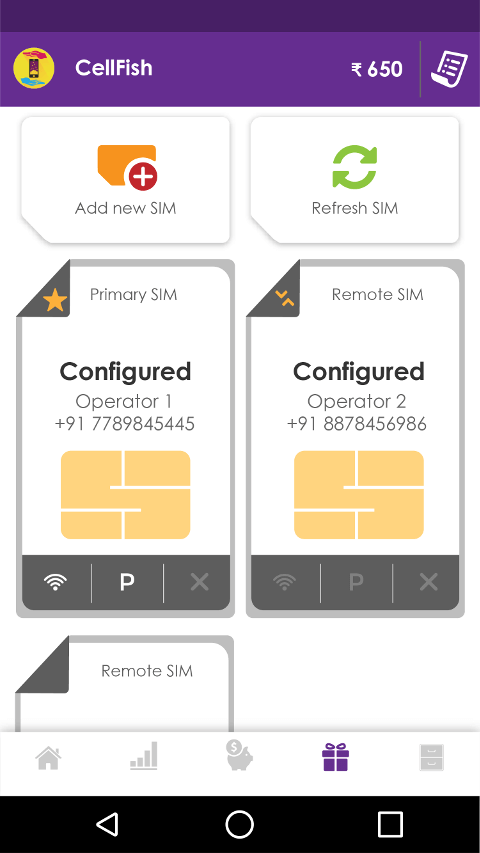 CellFish
₹ 650
Add new SIM
Refresh SIM
Primary SIM
Configured
Operator 1
+91 7789845445
P
Remote SIM
Configured
Operator 2
+91 8878456986
P
Remote SIM